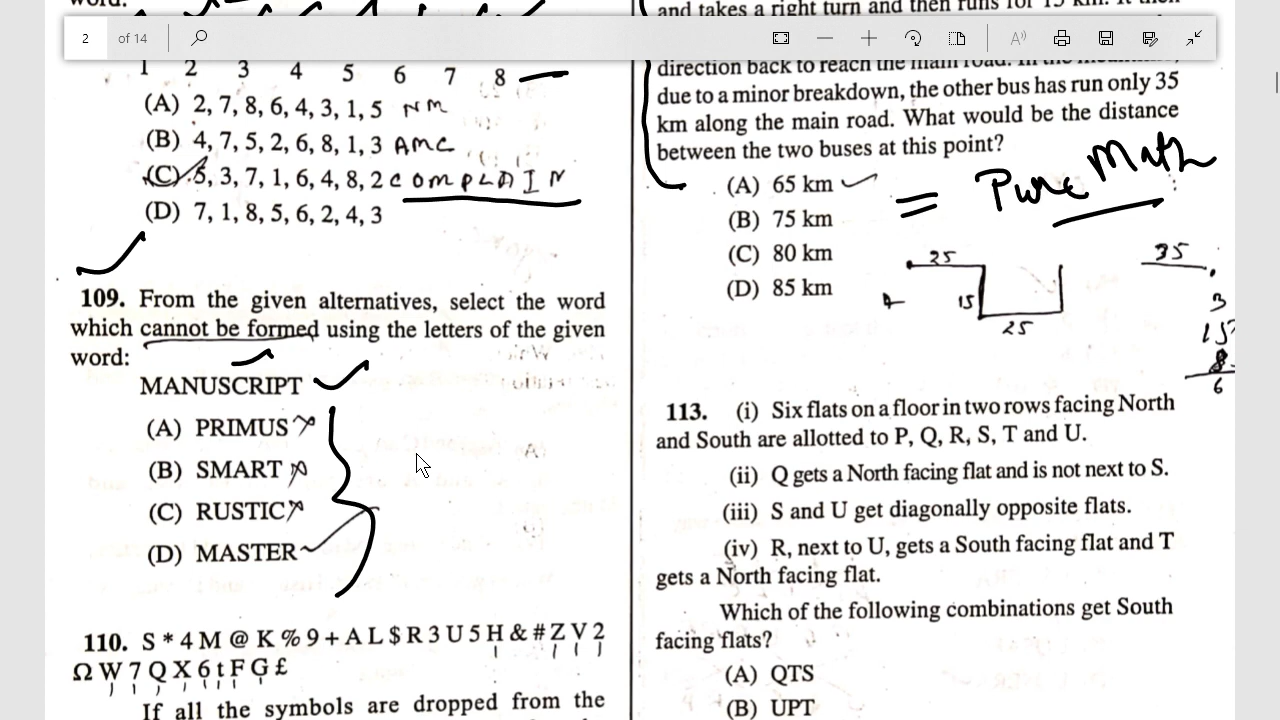 word:
2 of 14
1 2 3 4 5 6 7 8
(A) 2, 7, 8, 6, 4, 3, 1, 5 NM
(B) 4, 7, 5, 2, 6, 8, 1, 3 AMC
(C) 5, 3, 7, 1, 6, 4, 8, 2 COMPLAIN
(D) 7, 1, 8, 5, 6, 2, 4, 3
109. From the given alternatives, select the word
which cannot be formed using the letters of the given
word:
MANUSCRIPT
(A) PRIMUS
(B) SMART
(C) RUSTIC
(D) MASTER
110. S * 4 M @ K % 9 + A L $ R 3 U 5 H & # Z V 2
Ω W 7 Q X 6 t F G £
If all the symbols are dropped from the
and takes a right turn and then runs for 15 km. It then
direction back to reach the main road. In the
due to a minor breakdown, the other bus has run only 35
km along the main road. What would be the distance
between the two buses at this point?
(A) 65 km
(B) 75 km
(C) 80 km
(D) 85 km
= Pure Math
25
15
25
35
113. (i) Six flats on a floor in two rows facing North
and South are allotted to P, Q, R, S, T and U.
(ii) Q gets a North facing flat and is not next to S.
(iii) S and U get diagonally opposite flats.
(iv) R, next to U, gets a South facing flat and T
gets a North facing flat.
Which of the following combinations get South
facing flats?
(A) QTS
(B) UPT